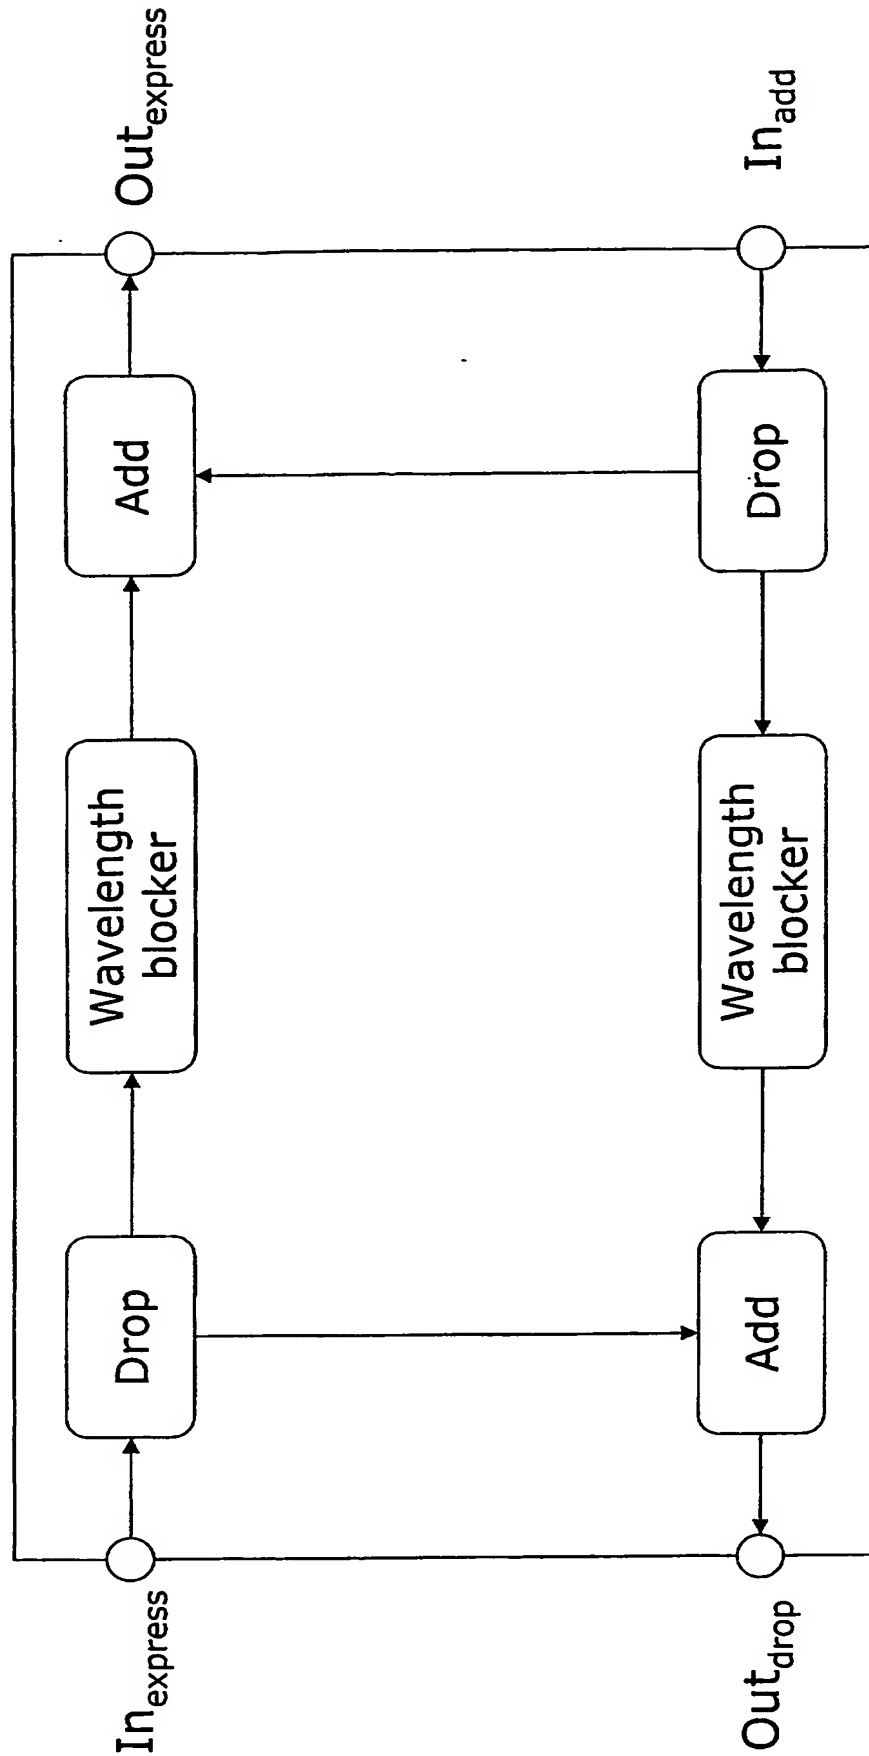 In_express
Drop
Wavelength
blocker
Add
Out_express
Out_drop
Add
Wavelength
blocker
Drop
In_add